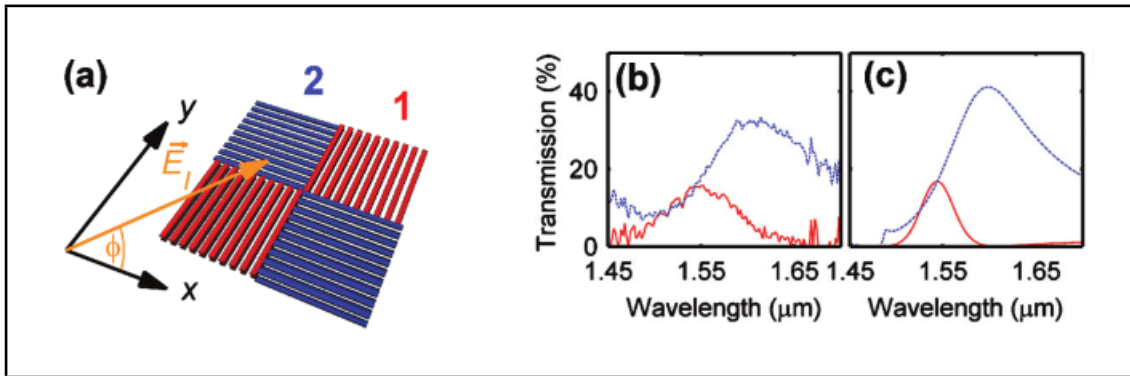 (a)
2
1
y
E⃗_I
ϕ
x
Transmission (%)
40
20
0
(b)
1.45
1.55
1.65
Wavelength (μm)
(c)
1.45
1.55
1.65
Wavelength (μm)